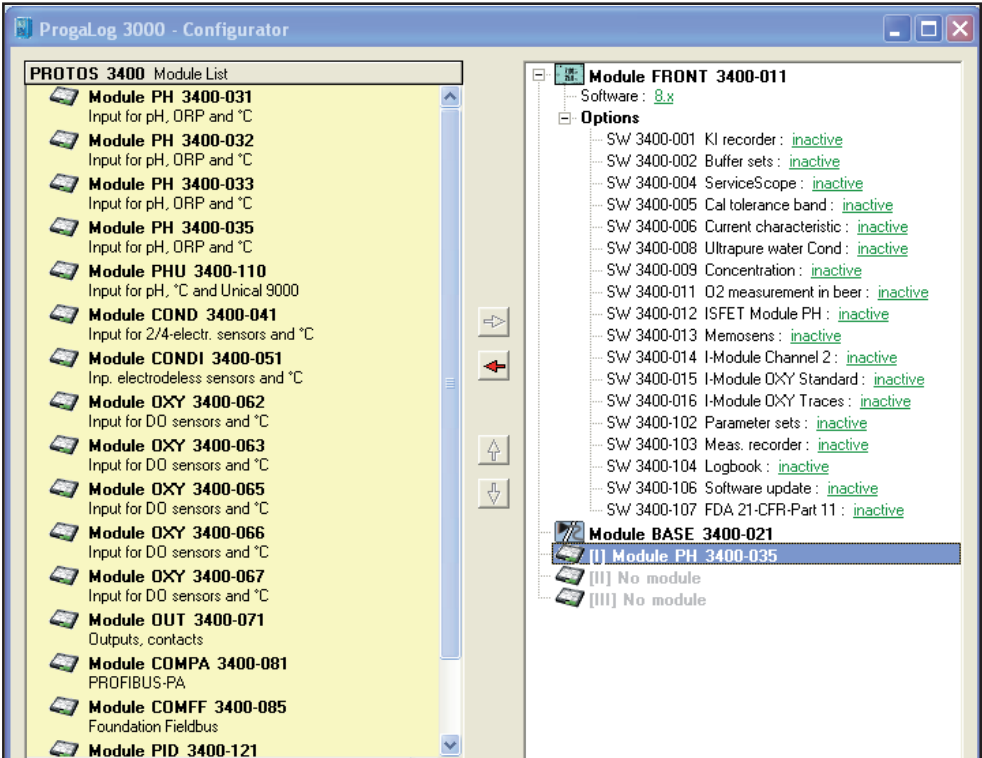 ProgaLog 3000 - Configurator
PROTOS 3400 Module List
Module PH 3400-031
Input for pH, ORP and °C
Module PH 3400-032
Input for pH, ORP and °C
Module PH 3400-033
Input for pH, ORP and °C
Module PH 3400-035
Input for pH, ORP and °C
Module PHU 3400-110
Input for pH, °C and Unical 9000
Module COND 3400-041
Input for 2/4-electr. sensors and °C
Module CONDI 3400-051
Inp. electrodeless sensors and °C
Module OXY 3400-062
Input for DO sensors and °C
Module OXY 3400-063
Input for DO sensors and °C
Module OXY 3400-065
Input for DO sensors and °C
Module OXY 3400-066
Input for DO sensors and °C
Module OXY 3400-067
Input for DO sensors and °C
Module OUT 3400-071
Outputs, contacts
Module COMPA 3400-081
PROFIBUS-PA
Module COMFF 3400-085
Foundation Fieldbus
Module PID 3400-121
Module FRONT 3400-011
Software : 8.x
Options
SW 3400-001 KI recorder : inactive
SW 3400-002 Buffer sets : inactive
SW 3400-004 ServiceScope : inactive
SW 3400-005 Cal tolerance band : inactive
SW 3400-006 Current characteristic : inactive
SW 3400-008 Ultrapure water Cond : inactive
SW 3400-009 Concentration : inactive
SW 3400-011 O2 measurement in beer : inactive
SW 3400-012 ISFET Module PH : inactive
SW 3400-013 Memosens : inactive
SW 3400-014 I-Module Channel 2 : inactive
SW 3400-015 I-Module OXY Standard : inactive
SW 3400-016 I-Module OXY Traces : inactive
SW 3400-102 Parameter sets : inactive
SW 3400-103 Meas. recorder : inactive
SW 3400-104 Logbook : inactive
SW 3400-106 Software update : inactive
SW 3400-107 FDA 21-CFR-Part 11 : inactive
Module BASE 3400-021
[I] Module PH 3400-035
[II] No module
[III] No module